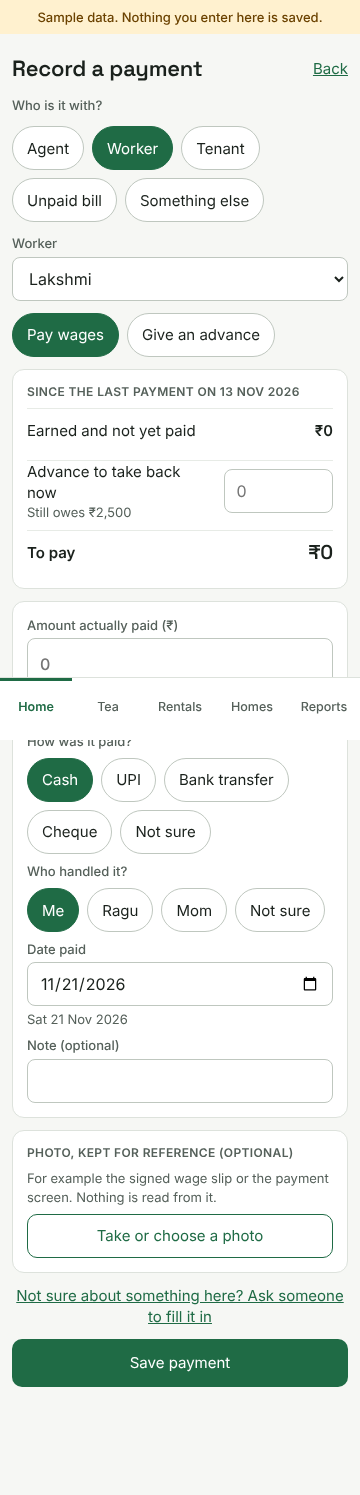 Sample data. Nothing you enter here is saved.
Record a payment
Back
Who is it with?
Agent
Worker
Tenant
Unpaid bill
Something else
Worker
Lakshmi
Pay wages
Give an advance
SINCE THE LAST PAYMENT ON 13 NOV 2026
Earned and not yet paid
₹0
Advance to take back
now
Still owes ₹2,500
0
To pay
₹0
Amount actually paid (₹)
0
Home
Tea
Rentals
Homes
Reports
How was it paid?
Cash
UPI
Bank transfer
Cheque
Not sure
Who handled it?
Me
Ragu
Mom
Not sure
Date paid
11/21/2026
Sat 21 Nov 2026
Note (optional)
PHOTO, KEPT FOR REFERENCE (OPTIONAL)
For example the signed wage slip or the payment
screen. Nothing is read from it.
Take or choose a photo
Not sure about something here? Ask someone
to fill it in
Save payment